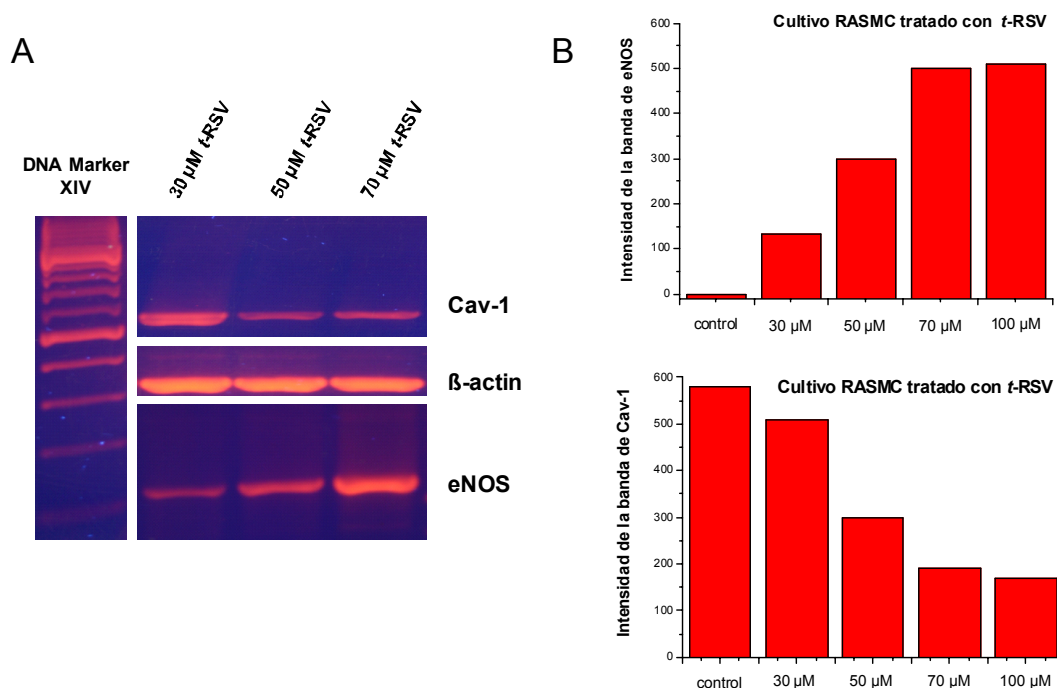 A
DNA Marker
XIV
30 µM t-RSV
50 µM t-RSV
70 µM t-RSV
Cav-1
ß-actin
eNOS
B
Cultivo RASMC tratado con t-RSV
Intensidad de la banda de eNOS
600
500
400
300
200
100
0
control
30 µM
50 µM
70 µM
100 µM
Cultivo RASMC tratado con t-RSV
Intensidad de la banda de Cav-1
600
500
400
300
200
100
0
control
30 µM
50 µM
70 µM
100 µM